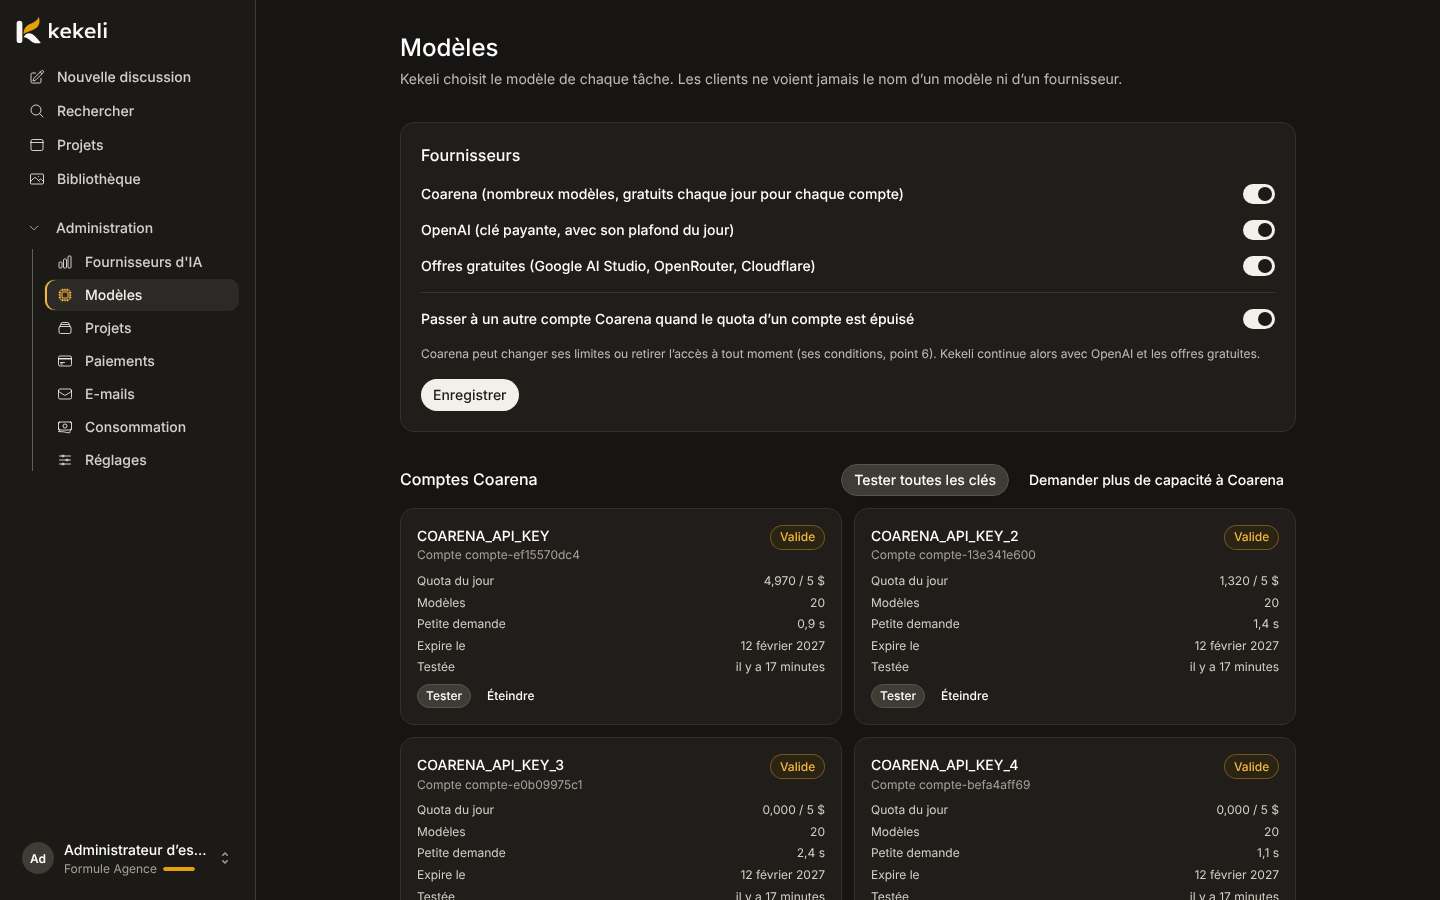 kekeli
Nouvelle discussion
Rechercher
Projets
Bibliothèque
Administration
Fournisseurs d'IA
Modèles
Projets
Paiements
E-mails
Consommation
Réglages
Ad
Administrateur d’es...
Formule Agence
Modèles
Kekeli choisit le modèle de chaque tâche. Les clients ne voient jamais le nom d’un modèle ni d’un fournisseur.
Fournisseurs
Coarena (nombreux modèles, gratuits chaque jour pour chaque compte)
OpenAI (clé payante, avec son plafond du jour)
Offres gratuites (Google AI Studio, OpenRouter, Cloudflare)
Passer à un autre compte Coarena quand le quota d’un compte est épuisé
Coarena peut changer ses limites ou retirer l’accès à tout moment (ses conditions, point 6). Kekeli continue alors avec OpenAI et les offres gratuites.
Enregistrer
Comptes Coarena
Tester toutes les clés
Demander plus de capacité à Coarena
COARENA_API_KEY
Valide
Compte compte-ef15570dc4
Quota du jour 4,970 / 5 $
Modèles 20
Petite demande 0,9 s
Expire le 12 février 2027
Testée il y a 17 minutes
Tester Éteindre
COARENA_API_KEY_2
Valide
Compte compte-13e341e600
Quota du jour 1,320 / 5 $
Modèles 20
Petite demande 1,4 s
Expire le 12 février 2027
Testée il y a 17 minutes
Tester Éteindre
COARENA_API_KEY_3
Valide
Compte compte-e0b09975c1
Quota du jour 0,000 / 5 $
Modèles 20
Petite demande 2,4 s
Expire le 12 février 2027
Testée il y a 17 minutes
COARENA_API_KEY_4
Valide
Compte compte-befa4aff69
Quota du jour 0,000 / 5 $
Modèles 20
Petite demande 1,1 s
Expire le 12 février 2027
Testée il y a 17 minutes